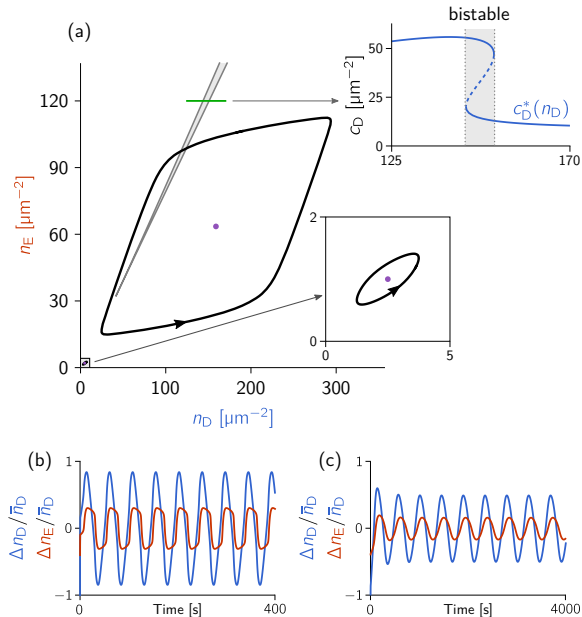 (a)
bistable
c_D [μm⁻²]
50
25
0
c*_D(n_D)
125
170
n_E [μm⁻²]
120
90
60
30
0
0
100
200
300
n_D [μm⁻²]
2
0
0
5
(b)
Δn_D/n̅_D
Δn_E/n̅_D
1
0
−1
0
Time [s]
400
(c)
Δn_D/n̅_D
Δn_E/n̅_D
1
0
−1
0
Time [s]
4000